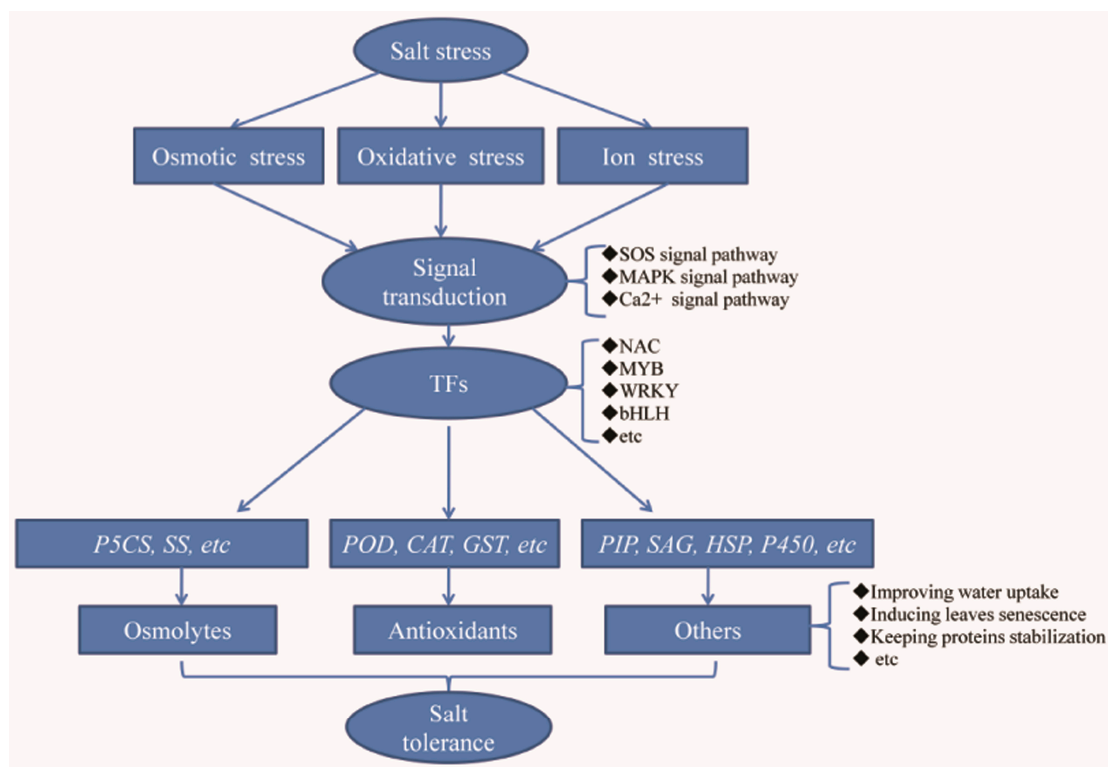 Salt stress
Osmotic stress
Oxidative stress
Ion stress
Signal
transduction
◆SOS signal pathway
◆MAPK signal pathway
◆Ca2+ signal pathway
TFs
◆NAC
◆MYB
◆WRKY
◆bHLH
◆etc
P5CS, SS, etc
POD, CAT, GST, etc
PIP, SAG, HSP, P450, etc
Osmolytes
Antioxidants
Others
◆Improving water uptake
◆Inducing leaves senescence
◆Keeping proteins stabilization
◆ etc
Salt
tolerance